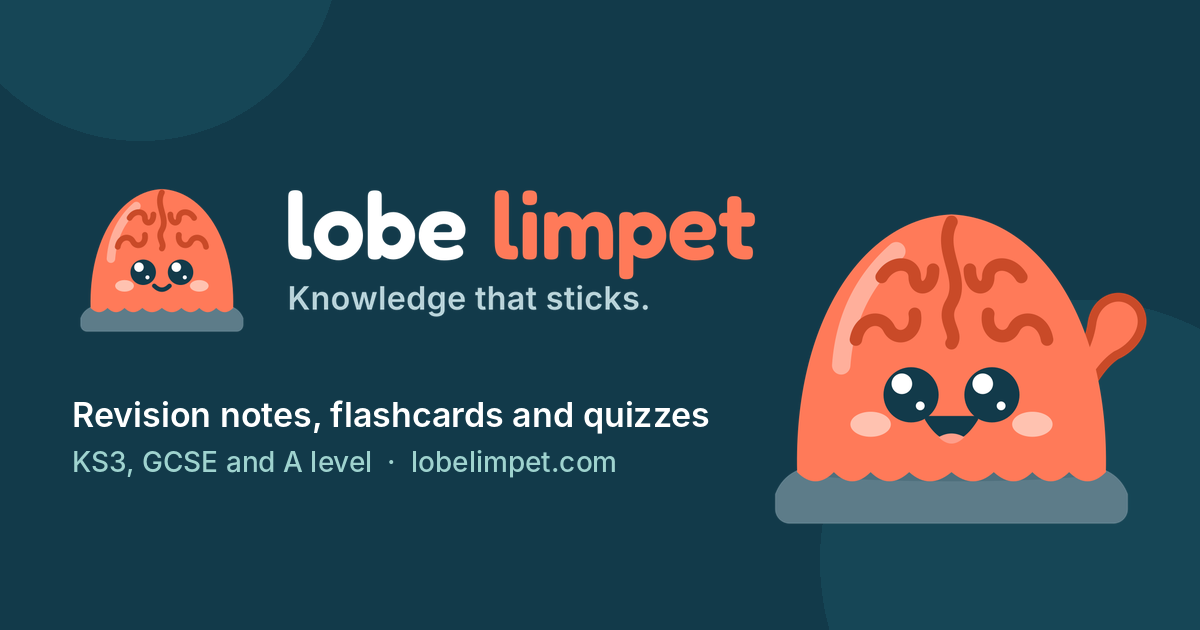 lobe limpet
Knowledge that sticks.
Revision notes, flashcards and quizzes
KS3, GCSE and A level · lobelimpet.com